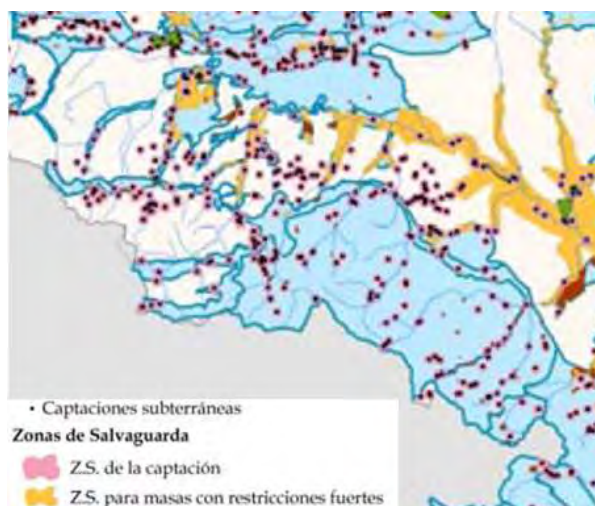 • Captaciones subterráneas
Zonas de Salvaguarda
Z.S. de la captación
Z.S. para masas con restricciones fuertes